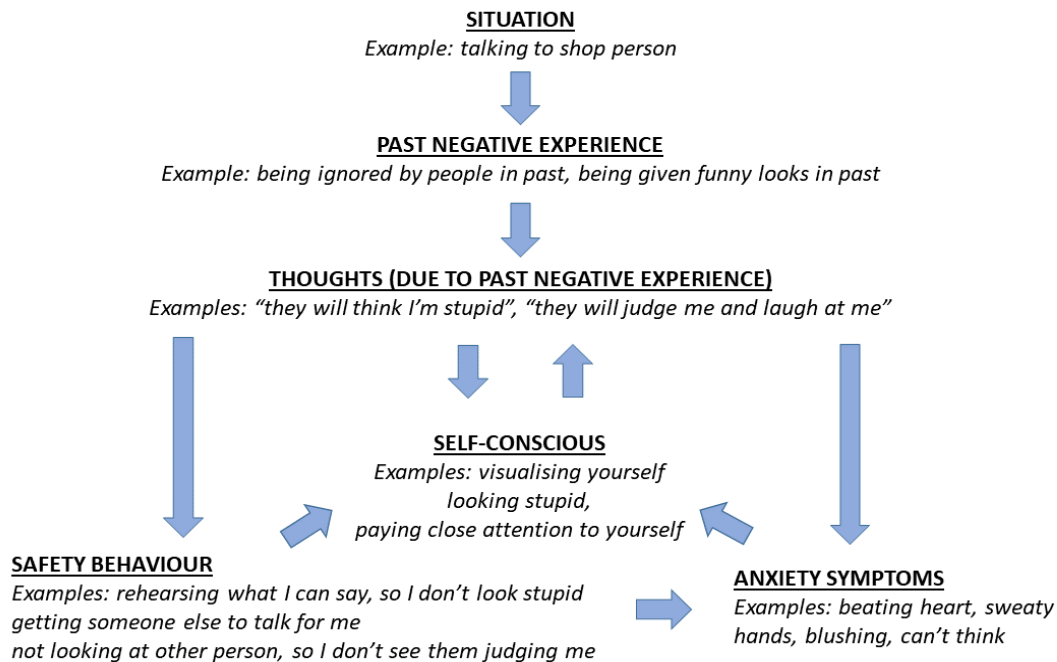 SITUATION
Example: talking to shop person
PAST NEGATIVE EXPERIENCE
Example: being ignored by people in past, being given funny looks in past
THOUGHTS (DUE TO PAST NEGATIVE EXPERIENCE)
Examples: “they will think I’m stupid”, “they will judge me and laugh at me”
SELF-CONSCIOUS
Examples: visualising yourself
looking stupid,
paying close attention to yourself
SAFETY BEHAVIOUR
Examples: rehearsing what I can say, so I don’t look stupid
getting someone else to talk for me
not looking at other person, so I don’t see them judging me
ANXIETY SYMPTOMS
Examples: beating heart, sweaty
hands, blushing, can’t think